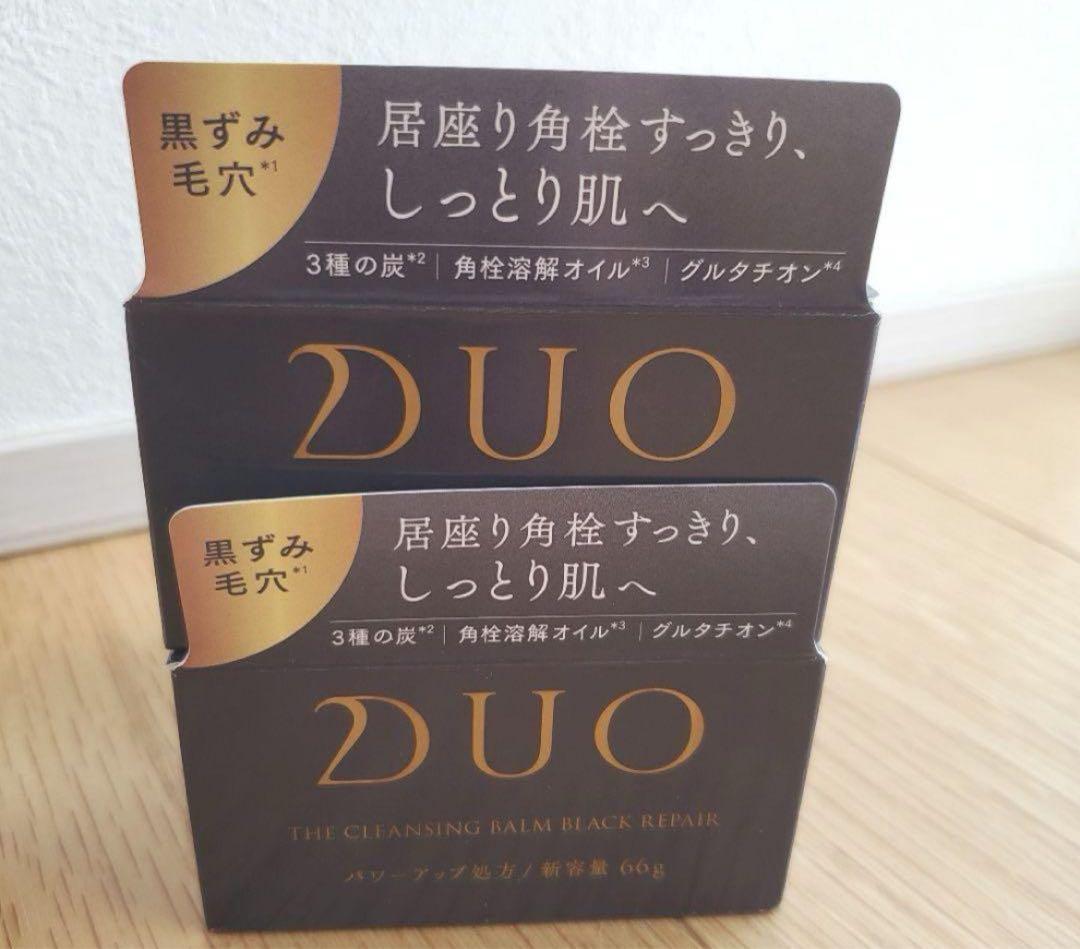 黒ずみ
毛穴*1
居座り角栓すっきり、
しっとり肌へ
3種の炭*2｜角栓溶解オイル*3｜グルタチオン*4
DUO
黒ずみ
毛穴*1
居座り角栓すっきり、
しっとり肌へ
3種の炭*2｜角栓溶解オイル*3｜グルタチオン*4
DUO
THE CLEANSING BALM BLACK REPAIR
パワーアップ処方/新容量 66g